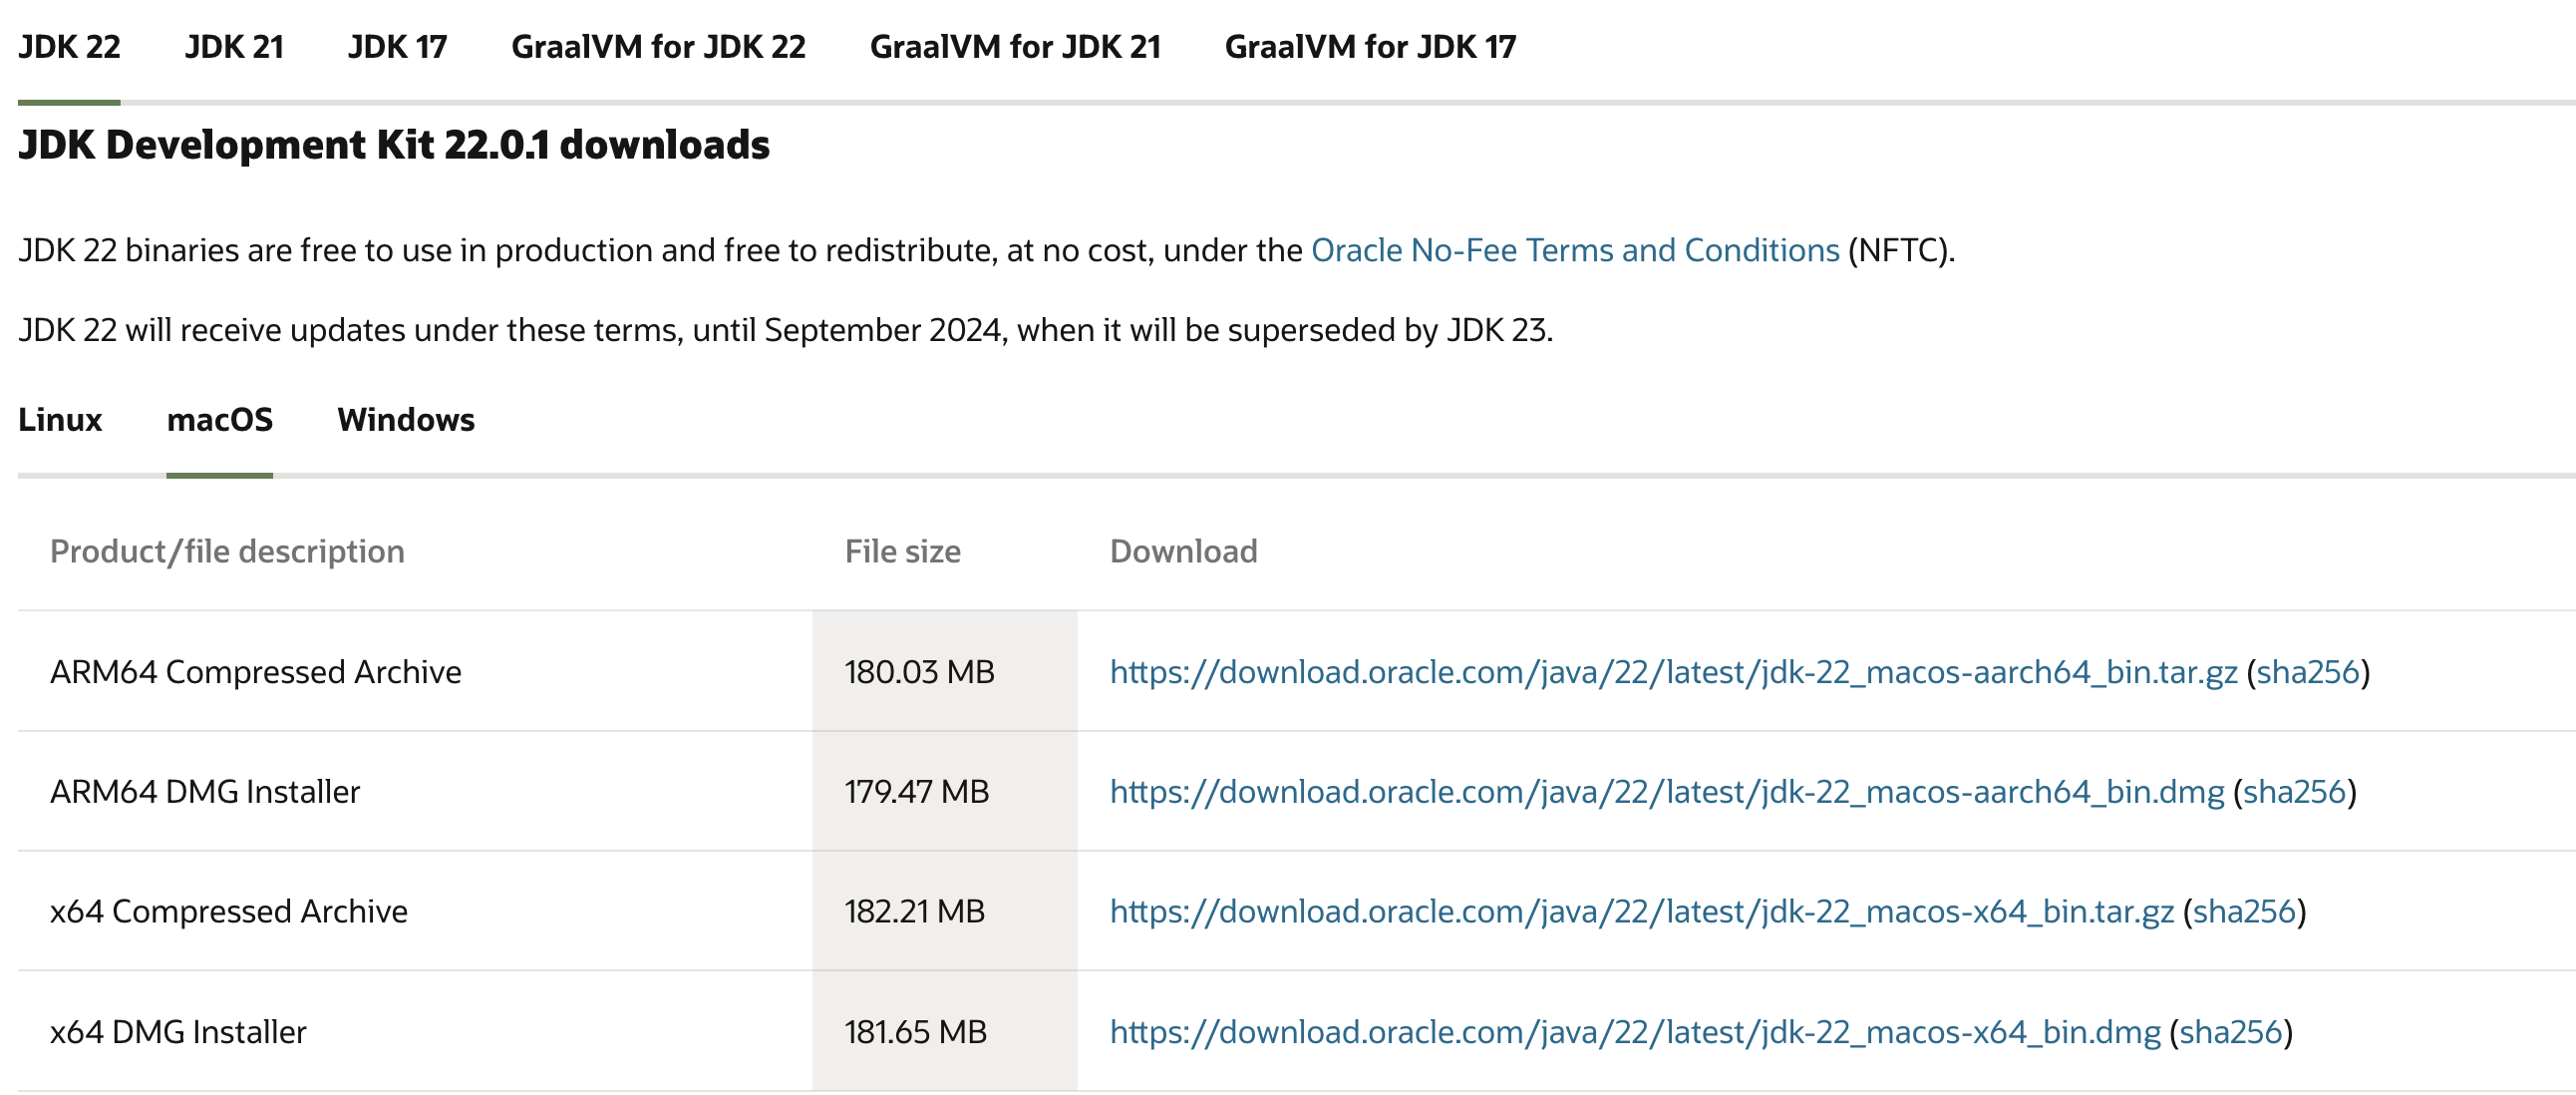 JDK 22 JDK 21 JDK 17 GraalVM for JDK 22 GraalVM for JDK 21 GraalVM for JDK 17
JDK Development Kit 22.0.1 downloads
JDK 22 binaries are free to use in production and free to redistribute, at no cost, under the Oracle No-Fee Terms and Conditions (NFTC).
JDK 22 will receive updates under these terms, until September 2024, when it will be superseded by JDK 23.
Linux macOS Windows
Product/file description File size Download
ARM64 Compressed Archive 180.03 MB https://download.oracle.com/java/22/latest/jdk-22_macos-aarch64_bin.tar.gz (sha256)
ARM64 DMG Installer 179.47 MB https://download.oracle.com/java/22/latest/jdk-22_macos-aarch64_bin.dmg (sha256)
x64 Compressed Archive 182.21 MB https://download.oracle.com/java/22/latest/jdk-22_macos-x64_bin.tar.gz (sha256)
x64 DMG Installer 181.65 MB https://download.oracle.com/java/22/latest/jdk-22_macos-x64_bin.dmg (sha256)